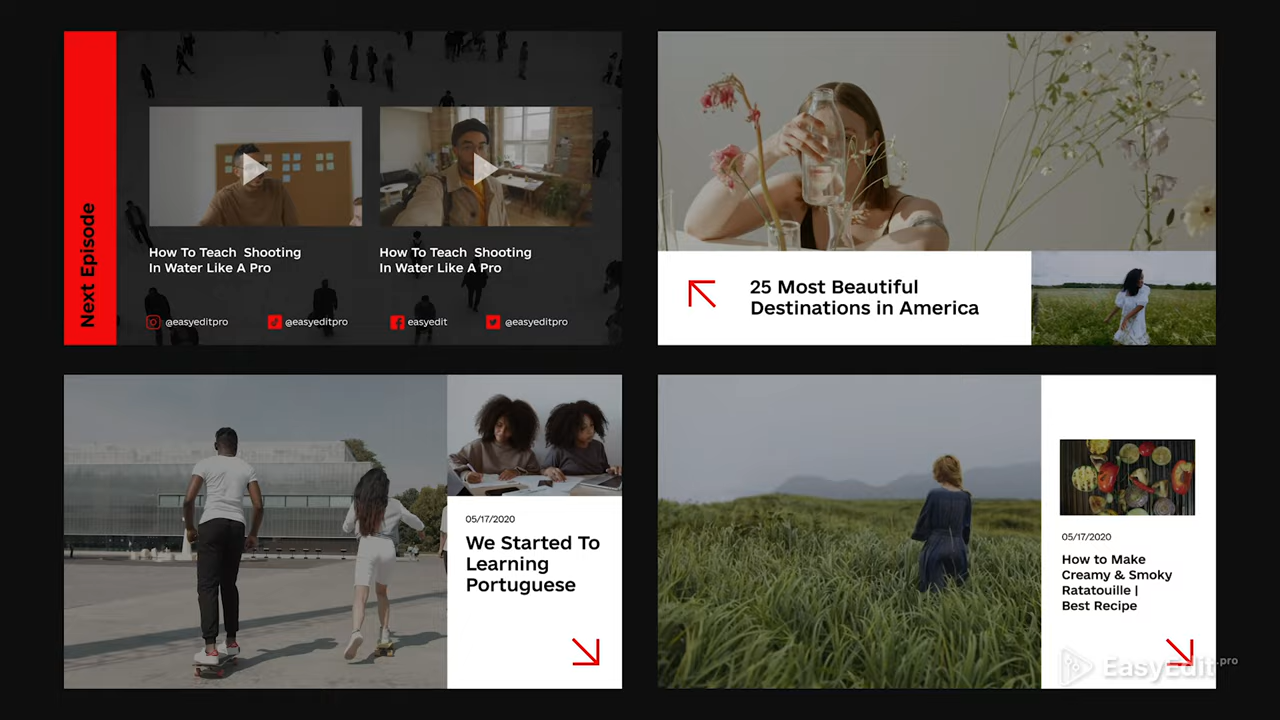 Next Episode
How To Teach  Shooting
In Water Like A Pro
How To Teach  Shooting
In Water Like A Pro
@easyeditpro
@easyeditpro
easyedit
@easyeditpro
25 Most Beautiful
Destinations in America
05/17/2020
We Started To
Learning
Portuguese
05/17/2020
How to Make
Creamy & Smoky
Ratatouille |
Best Recipe
EasyEdit.pro